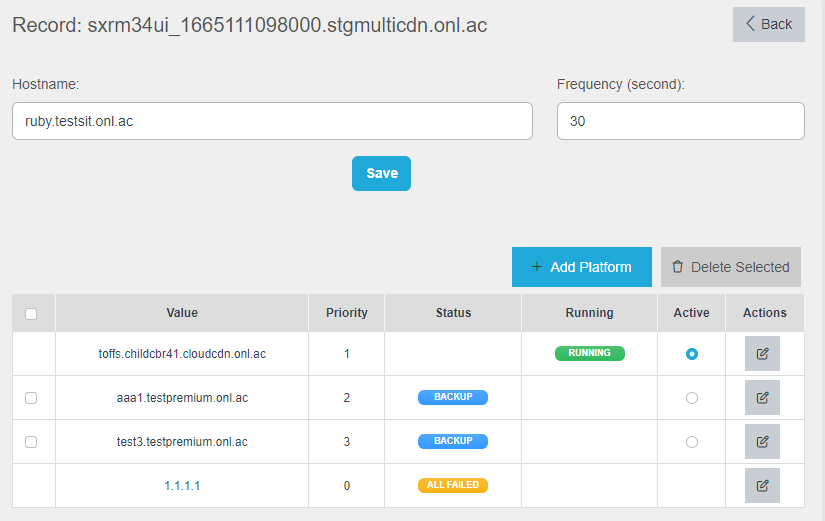 Record: sxrm34ui_1665111098000.stgmulticdn.onl.ac
Back
Hostname:
Frequency (second):
ruby.testsit.onl.ac
30
Save
+ Add Platform
Delete Selected
Value Priority Status Running Active Actions
toffs.childcbr41.cloudcdn.onl.ac 1 RUNNING
aaa1.testpremium.onl.ac 2 BACKUP
test3.testpremium.onl.ac 3 BACKUP
1.1.1.1 0 ALL FAILED